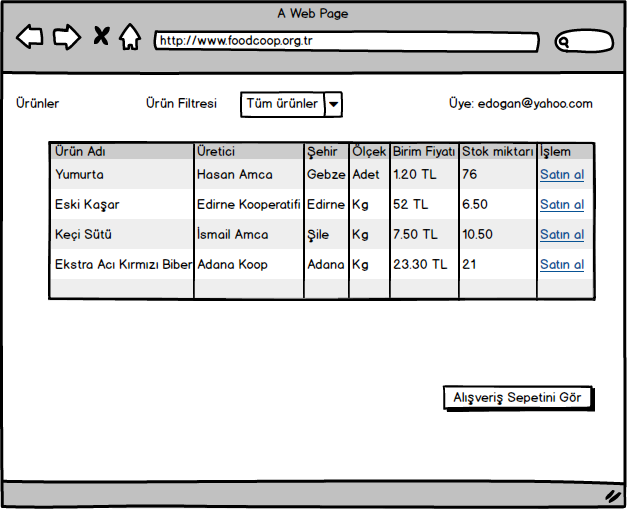 A Web Page
http://www.foodcoop.org.tr
Ürünler Ürün Filtresi Tüm ürünler Üye: edogan@yahoo.com
Ürün Adı Üretici Şehir Ölçek Birim Fiyatı Stok miktarı İşlem
Yumurta Hasan Amca Gebze Adet 1.20 TL 76 Satın al
Eski Kaşar Edirne Kooperatifi Edirne Kg 52 TL 6.50 Satın al
Keçi Sütü İsmail Amca Şile Kg 7.50 TL 10.50 Satın al
Ekstra Acı Kırmızı Biber Adana Koop Adana Kg 23.30 TL 21 Satın al
Alışveriş Sepetini Gör